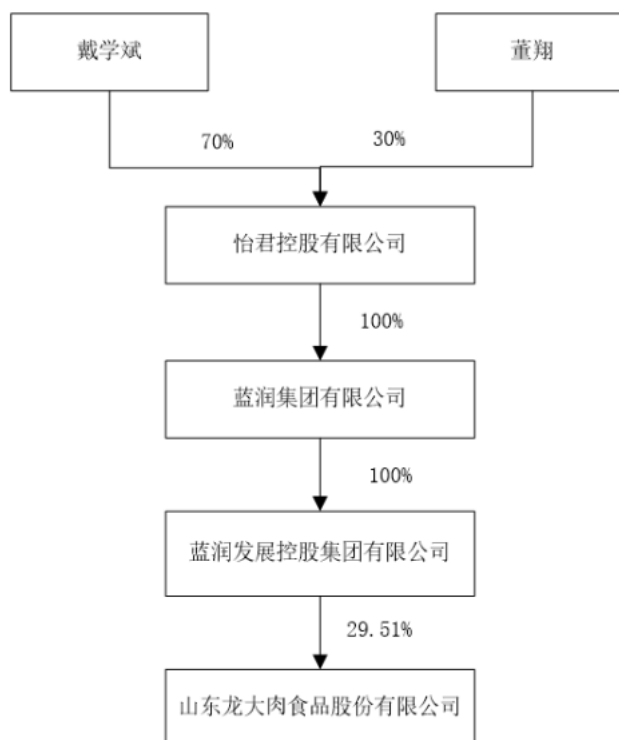 戴学斌
董翔
70%
30%
怡君控股有限公司
100%
蓝润集团有限公司
100%
蓝润发展控股集团有限公司
29.51%
山东龙大肉食品股份有限公司